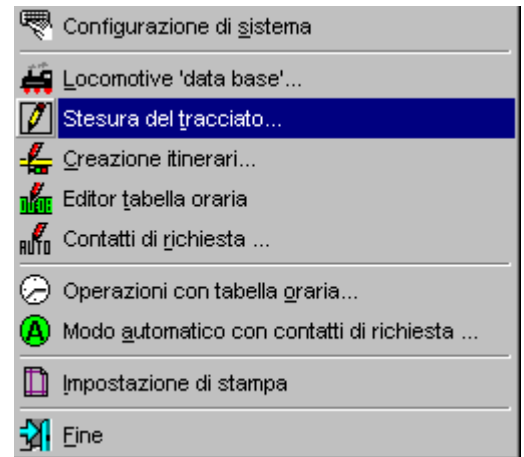 Configurazione di sistema
Locomotive 'data base'...
Stesura del tracciato...
Creazione itinerari...
Editor tabella oraria
AUTO Contatti di richiesta ...
Operazioni con tabella oraria...
A Modo automatico con contatti di richiesta ...
Impostazione di stampa
Fine